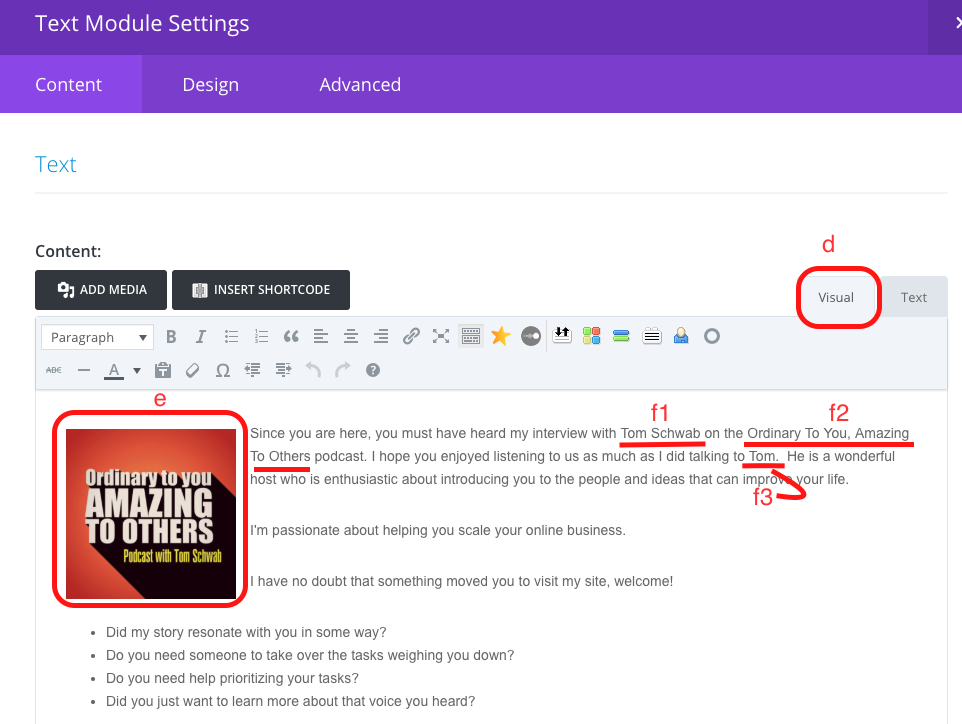 Text Module Settings
Content Design Advanced
Text
d
Content:
ADD MEDIA INSERT SHORTCODE Visual Text
Paragraph B I
ABC A Ω ?
e f1 f2
Since you are here, you must have heard my interview with Tom Schwab on the Ordinary To You, Amazing
To Others podcast. I hope you enjoyed listening to us as much as I did talking to Tom. He is a wonderful
host who is enthusiastic about introducing you to the people and ideas that can improve your life.
f3
Ordinary to you
AMAZING
TO OTHERS
Podcast with Tom Schwab
I'm passionate about helping you scale your online business.
I have no doubt that something moved you to visit my site, welcome!
• Did my story resonate with you in some way?
• Do you need someone to take over the tasks weighing you down?
• Do you need help prioritizing your tasks?
• Did you just want to learn more about that voice you heard?